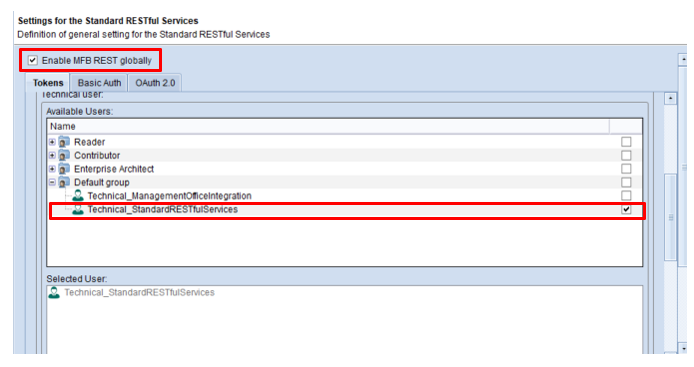 Settings for the Standard RESTful Services
Definition of general setting for the Standard RESTful Services
Enable MFB REST globally
Tokens Basic Auth OAuth 2.0
Technical user:
Available Users:
Name
Reader
Contributor
Enterprise Architect
Default group
Technical_ManagementOfficeIntegration
Technical_StandardRESTfulServices
Selected User:
Technical_StandardRESTfulServices